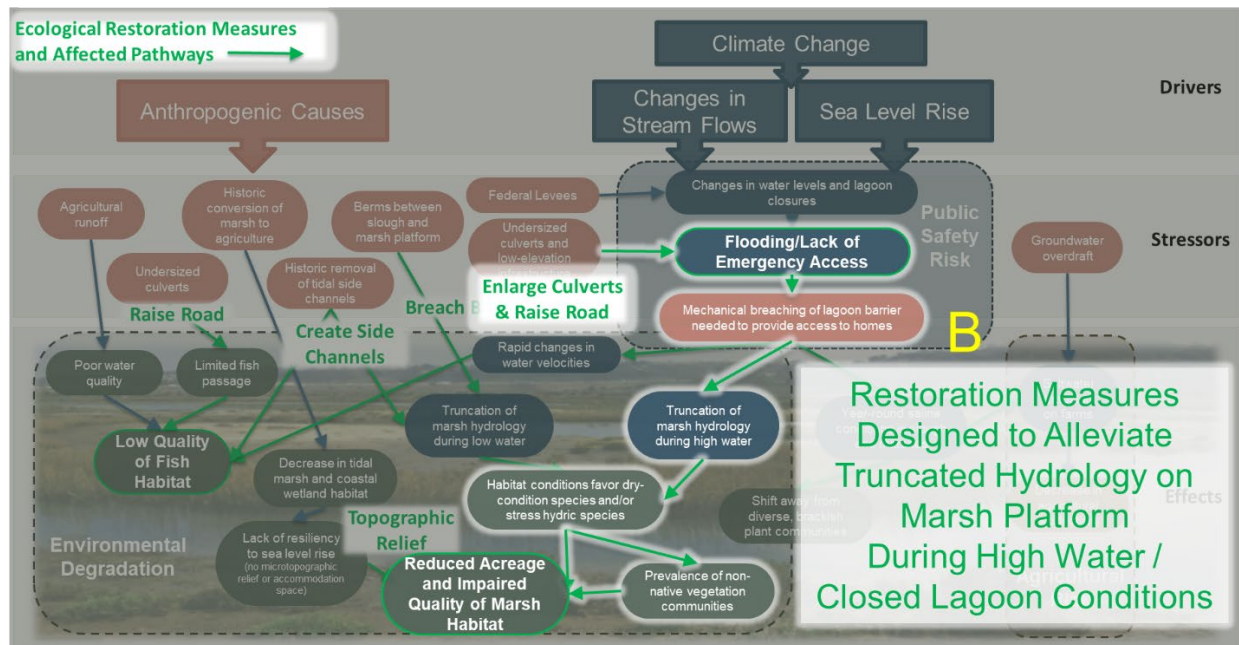 Ecological Restoration Measures
and Affected Pathways
Climate Change
Drivers
Anthropogenic Causes
Changes in
Stream Flows
Sea Level Rise
Agricultural
runoff
Historic
conversion of
marsh to
agriculture
Berms between
slough and
marsh platform
Federal Levees
Changes in water levels and lagoon
closures
Public
Safety
Risk
Undersized
culverts and
low-elevation
Flooding/Lack of
Emergency Access
Groundwater
overdraft
Stressors
Undersized
culverts
Historic removal
of tidal side
channels
Raise Road
Breach
Enlarge Culverts
& Raise Road
Mechanical breaching of lagoon barrier
needed to provide access to homes
B
Create Side
Channels
Rapid changes in
water velocities
Poor water
quality
Limited fish
passage
Truncation of
marsh hydrology
during low water
Truncation of
marsh hydrology
during high water
Low Quality
of Fish
Habitat
Decrease in tidal
marsh and coastal
wetland habitat
Habitat conditions favor dry-
condition species and/or
stress hydric species
Shift away from
diverse, brackish
plant communities
Effects
Environmental
Degradation
Lack of resiliency
to sea level rise
(no microtopographic
relief or accommodation
space)
Topographic
Relief
Reduced Acreage
and Impaired
Quality of Marsh
Habitat
Prevalence of non-
native vegetation
communities
Agricultural
Restoration Measures
Designed to Alleviate
Truncated Hydrology on
Marsh Platform
During High Water /
Closed Lagoon Conditions